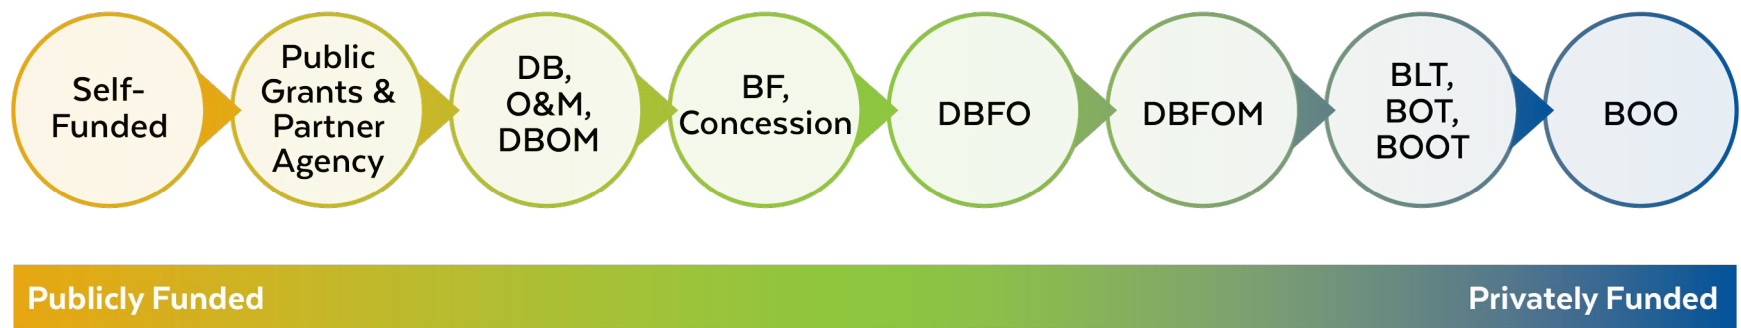 Self-
Funded
Public
Grants &
Partner
Agency
DB,
O&M,
DBOM
BF,
Concession
DBFO
DBFOM
BLT,
BOT,
BOOT
BOO
Publicly Funded
Privately Funded